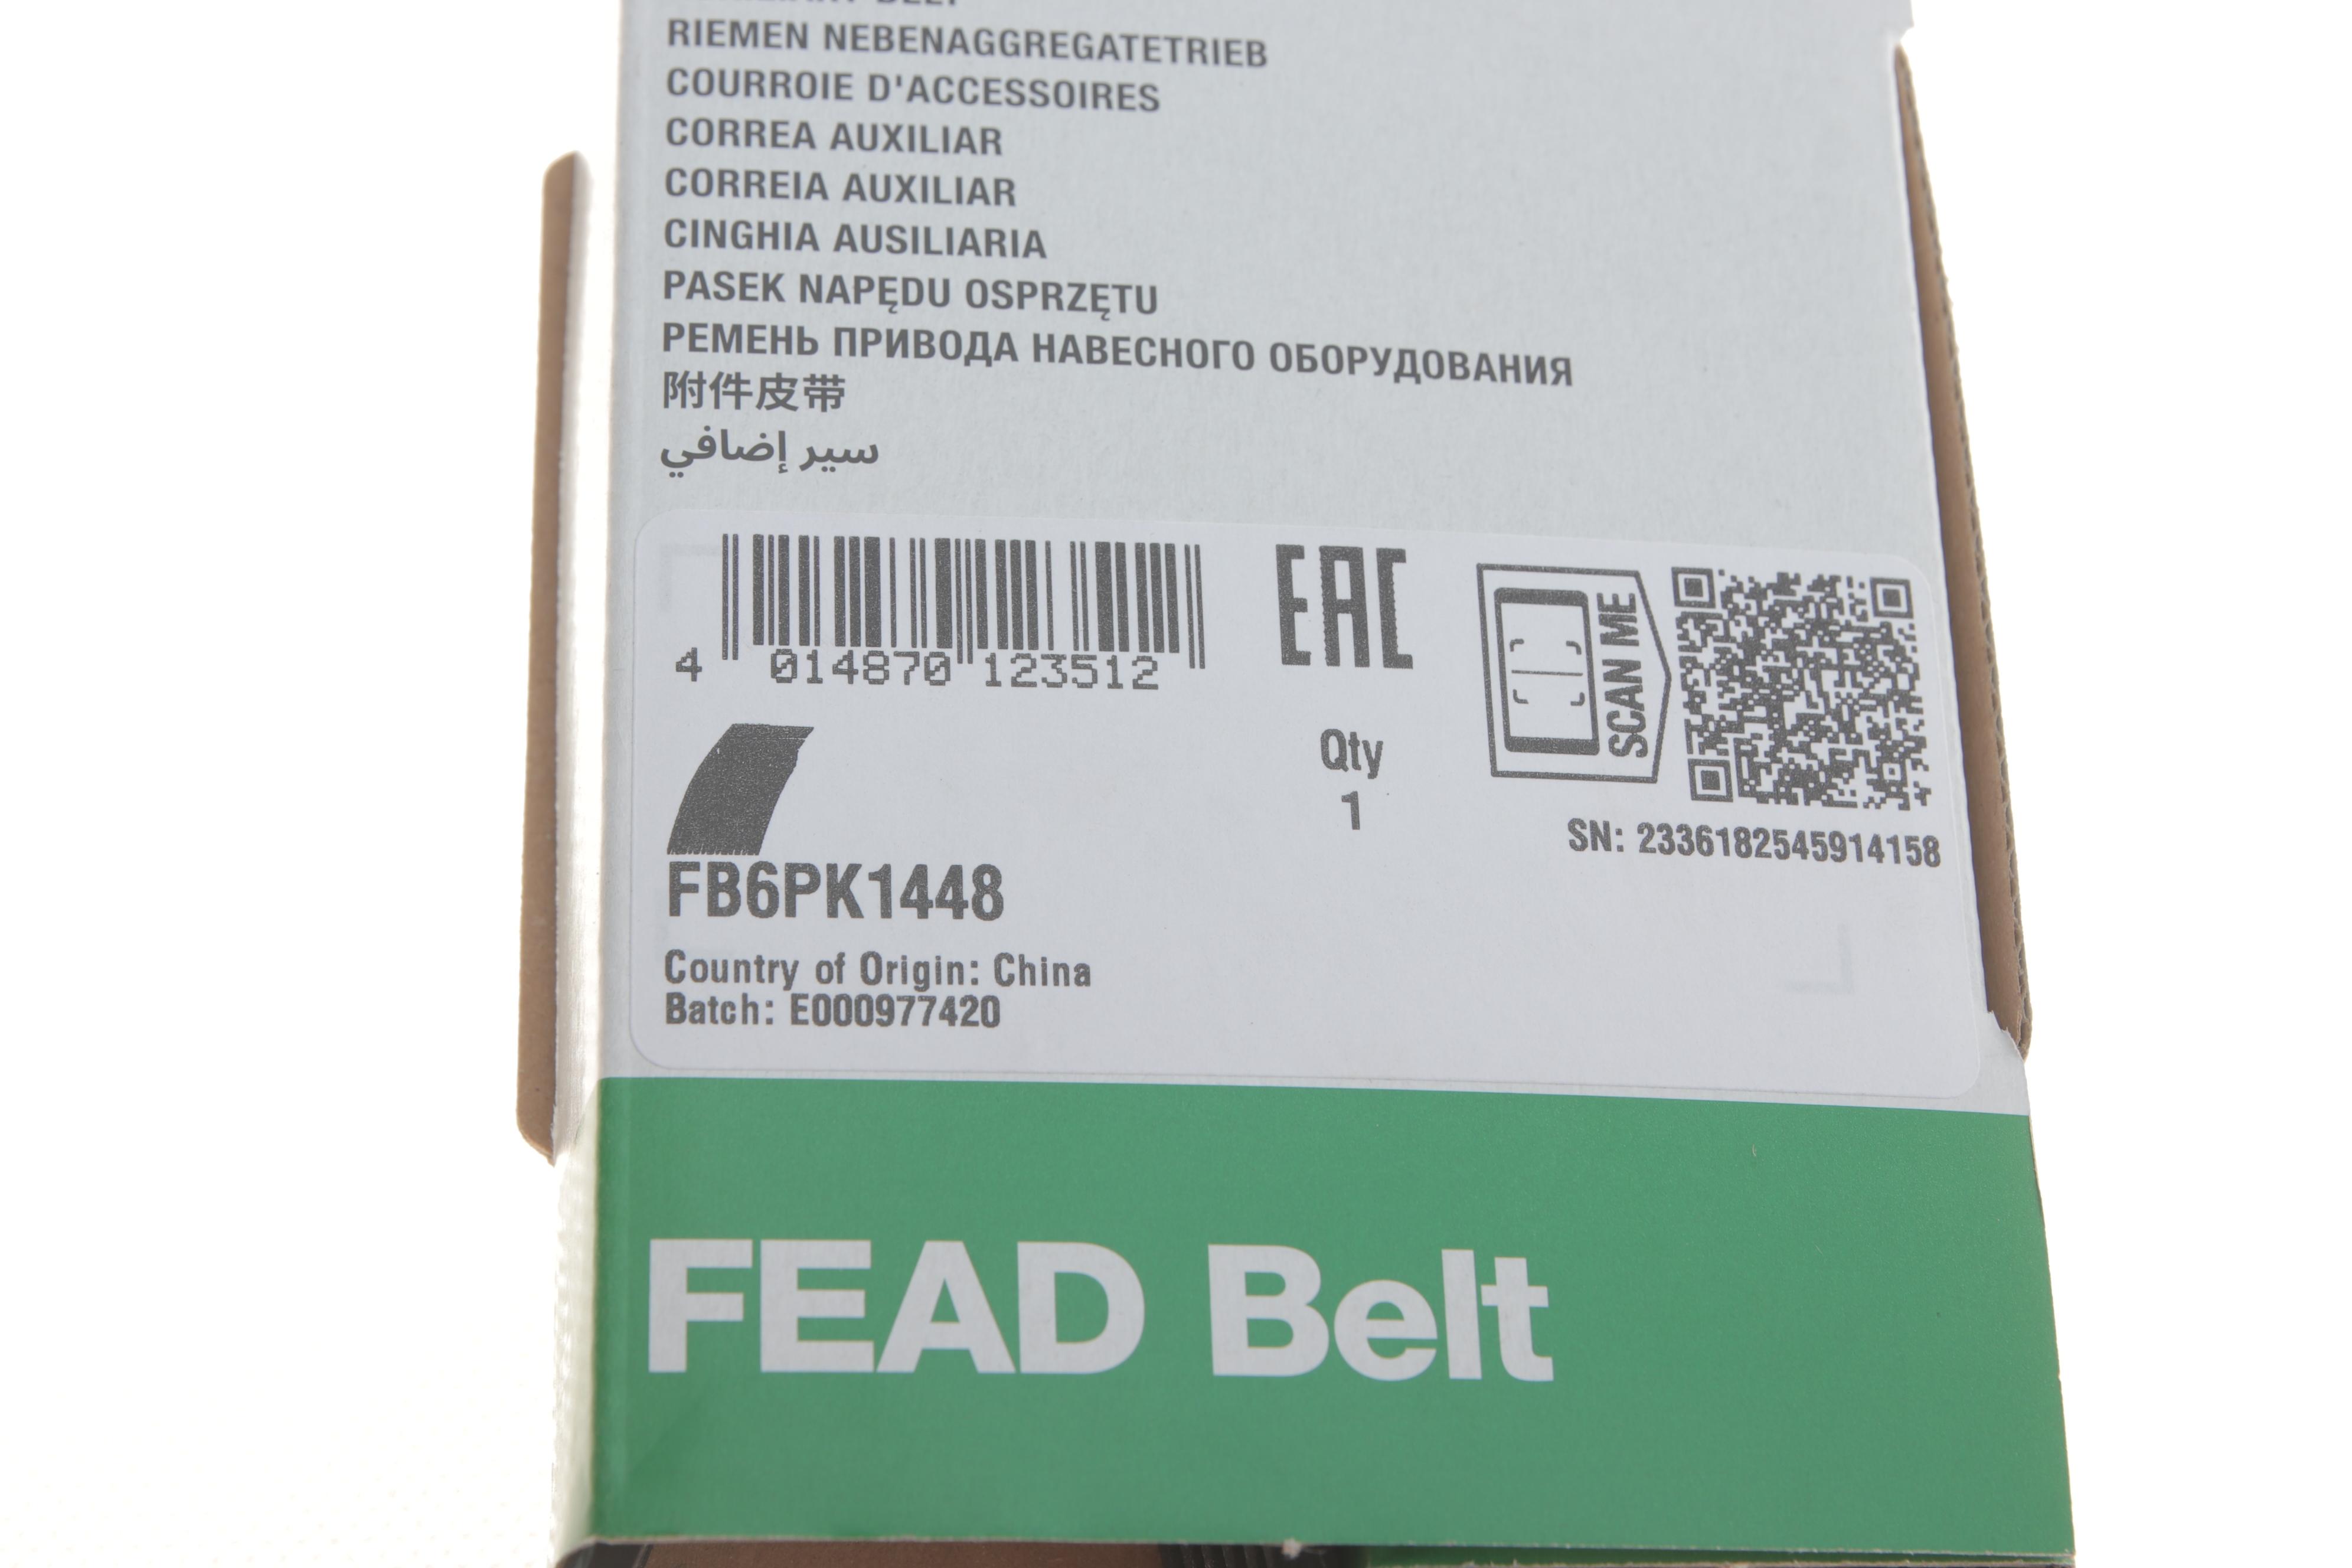 BELT
RIEMEN NEBENAGGREGATETRIEB
COURROIE D'ACCESSOIRES
CORREA AUXILIAR
CORREIA AUXILIAR
CINGHIA AUSILIARIA
PASEK NAPĘDU OSPRZĘTU
РЕМЕНЬ ПРИВОДА НАВЕСНОГО ОБОРУДОВАНИЯ
附件皮带
سير إضافي
4 014870 123512
EAC
SCAN ME
Qty
1
SN: 2336182545914158
FB6PK1448
Country of Origin: China
Batch: E000977420
FEAD Belt